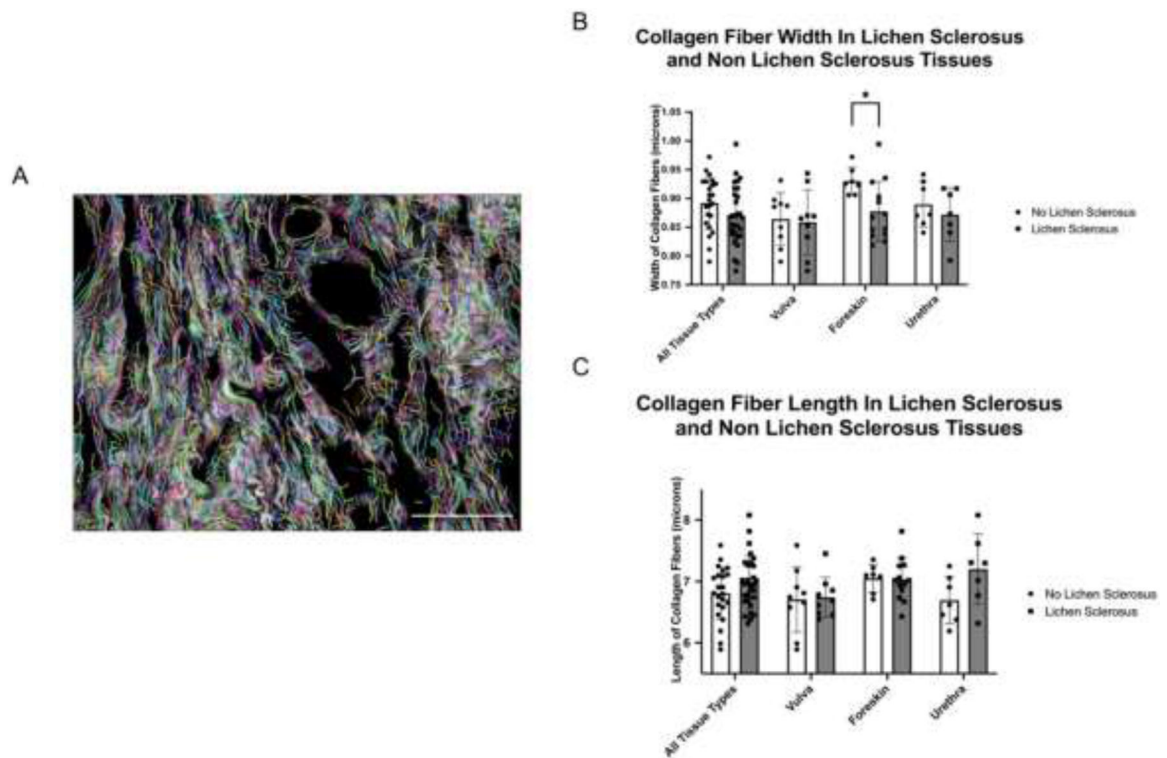 A
B
Collagen Fiber Width In Lichen Sclerosus
and Non Lichen Sclerosus Tissues
Width of Collagen Fibers (microns)
1.05
1.00
0.95
0.90
0.85
0.80
0.75
*
All Tissue Types
Vulva
Foreskin
Urethra
No Lichen Sclerosus
Lichen Sclerosus
C
Collagen Fiber Length In Lichen Sclerosus
and Non Lichen Sclerosus Tissues
Length of Collagen Fibers (microns)
8
7
6
All Tissue Types
Vulva
Foreskin
Urethra
No Lichen Sclerosus
Lichen Sclerosus